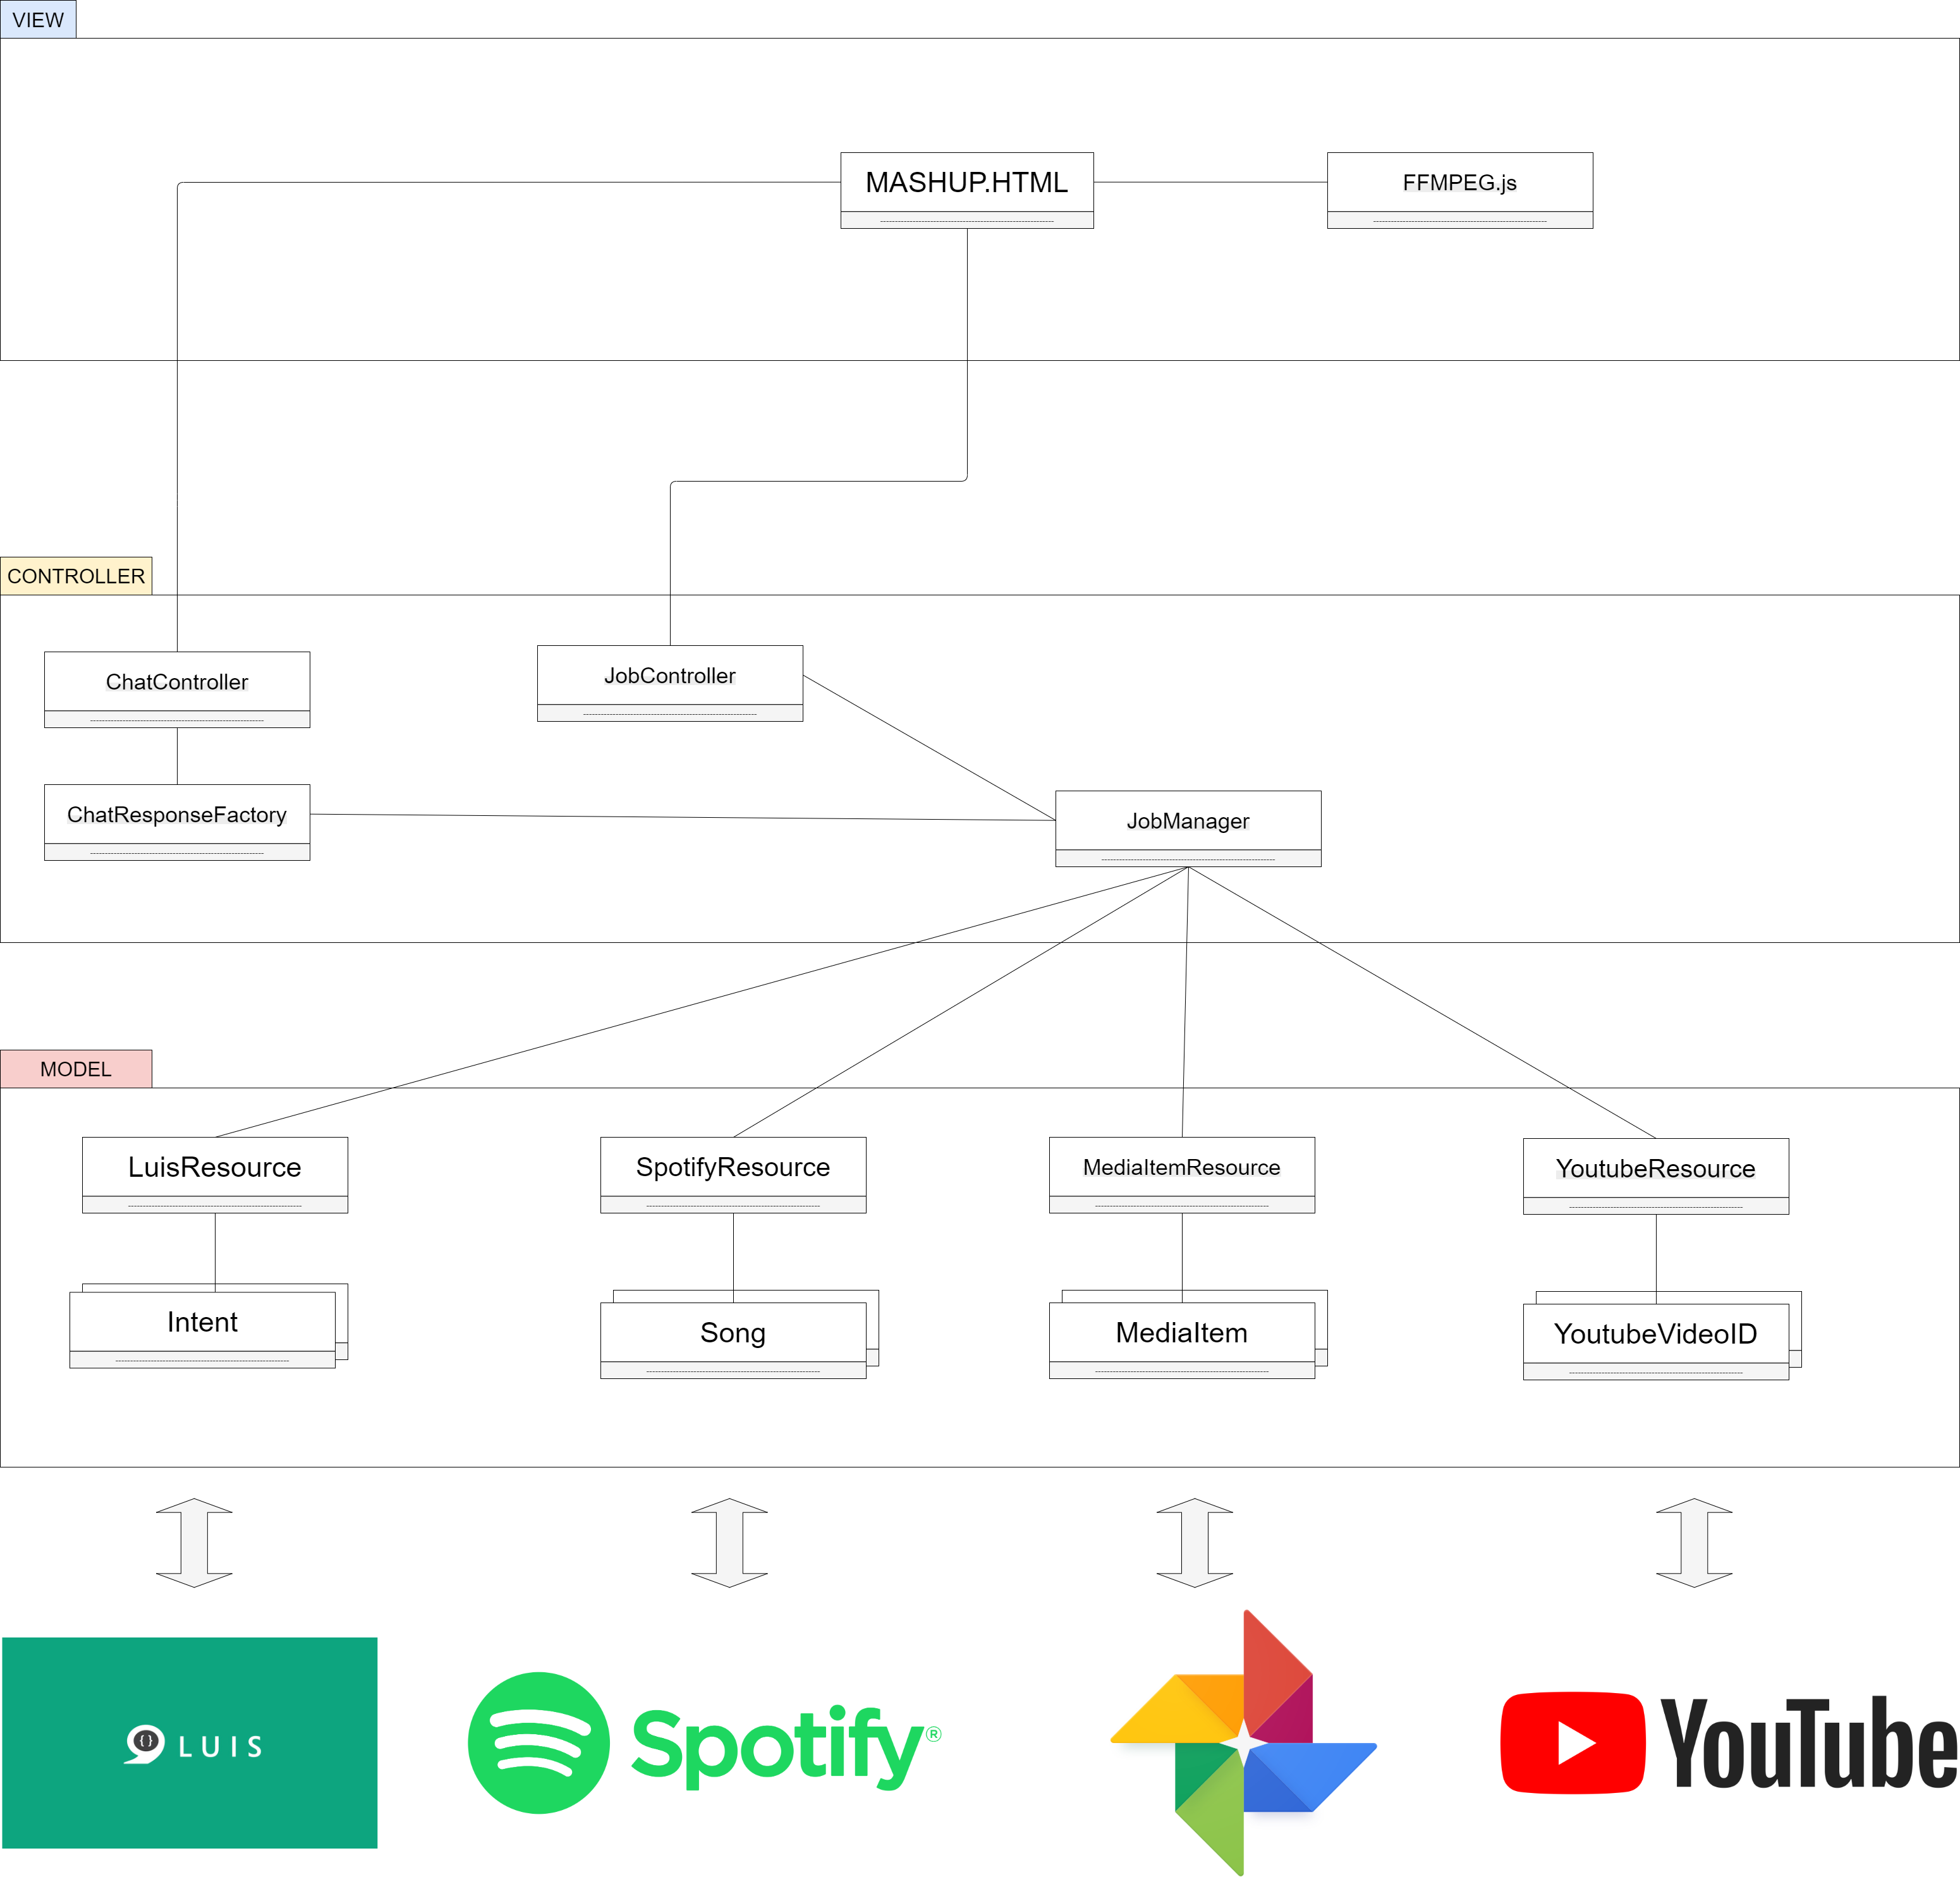 VIEW
MASHUP.HTML
FFMPEG.js
CONTROLLER
ChatController
JobController
ChatResponseFactory
JobManager
MODEL
LuisResource
SpotifyResource
MediaItemResource
YoutubeResource
Intent
Song
MediaItem
YoutubeVideoID
{ } LUIS
Spotify®
YouTube